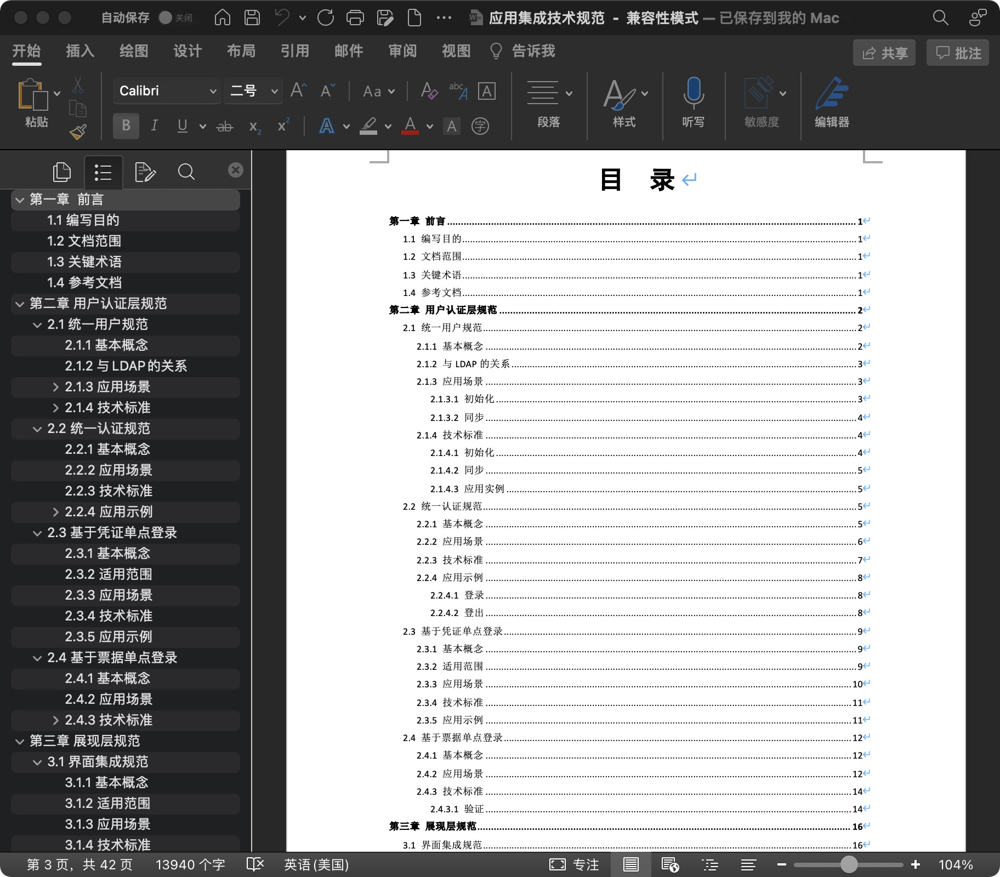 自动保存 关闭 应用集成技术规范 - 兼容性模式 — 已保存到我的 Mac
开始 插入 绘图 设计 布局 引用 邮件 审阅 视图 告诉我 共享 批注
粘贴 Calibri 二号 A A Aa A abc A A 段落 样式 听写 敏感度 编辑器
B I U ab x2 x2 A A A 字
第一章 前言
1.1 编写目的
1.2 文档范围
1.3 关键术语
1.4 参考文档
第二章 用户认证层规范
2.1 统一用户规范
2.1.1 基本概念
2.1.2 与 LDAP的关系
2.1.3 应用场景
2.1.4 技术标准
2.2 统一认证规范
2.2.1 基本概念
2.2.2 应用场景
2.2.3 技术标准
2.2.4 应用示例
2.3 基于凭证单点登录
2.3.1 基本概念
2.3.2 适用范围
2.3.3 应用场景
2.3.4 技术标准
2.3.5 应用示例
2.4 基于票据单点登录
2.4.1 基本概念
2.4.2 应用场景
2.4.3 技术标准
第三章 展现层规范
3.1 界面集成规范
3.1.1 基本概念
3.1.2 适用范围
3.1.3 应用场景
3.1.4 技术标准
目 录
第一章 前言 1
1.1 编写目的 1
1.2 文档范围 1
1.3 关键术语 1
1.4 参考文档 1
第二章 用户认证层规范 2
2.1 统一用户规范 2
2.1.1 基本概念 2
2.1.2 与 LDAP 的关系 3
2.1.3 应用场景 3
2.1.3.1 初始化 3
2.1.3.2 同步 4
2.1.4 技术标准 4
2.1.4.1 初始化 4
2.1.4.2 同步 5
2.1.4.3 应用实例 5
2.2 统一认证规范 5
2.2.1 基本概念 5
2.2.2 应用场景 6
2.2.3 技术标准 7
2.2.4 应用示例 8
2.2.4.1 登录 8
2.2.4.2 登出 8
2.3 基于凭证单点登录 9
2.3.1 基本概念 9
2.3.2 适用范围 9
2.3.3 应用场景 10
2.3.4 技术标准 11
2.3.5 应用示例 11
2.4 基于票据单点登录 12
2.4.1 基本概念 12
2.4.2 应用场景 12
2.4.3 技术标准 14
2.4.3.1 验证 14
第三章 展现层规范 16
3.1 界面集成规范 16
第 3 页，共 42 页 13940 个字 英语(美国) 专注 104%